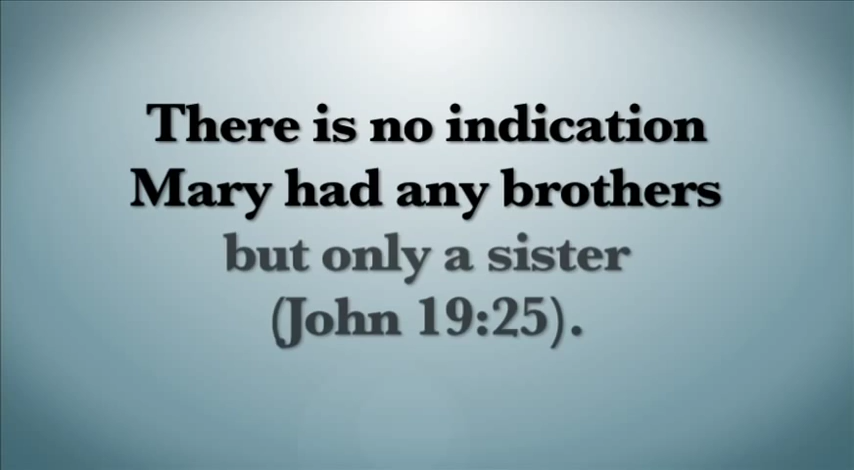 There is no indication
Mary had any brothers
but only a sister
(John 19:25).